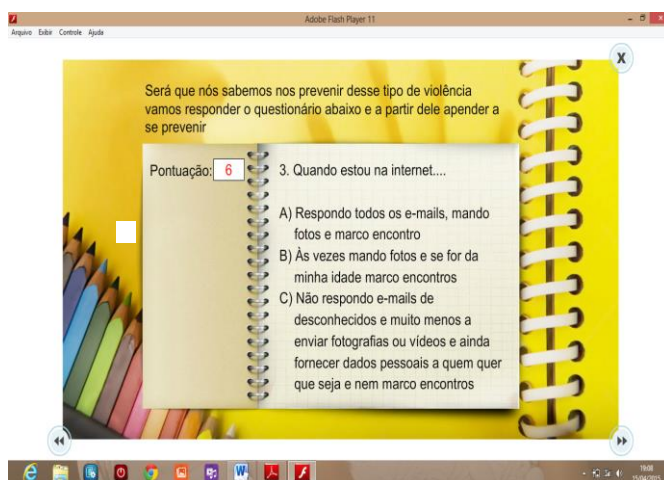 Adobe Flash Player 11
Arquivo Exibir Controle Ajuda
X
Será que nós sabemos nos prevenir desse tipo de violência
vamos responder o questionário abaixo e a partir dele apender a
se prevenir
Pontuação: 6
3. Quando estou na internet....
A) Respondo todos os e-mails, mando
fotos e marco encontro
B) Às vezes mando fotos e se for da
minha idade marco encontros
C) Não respondo e-mails de
desconhecidos e muito menos a
enviar fotografias ou vídeos e ainda
fornecer dados pessoais a quem quer
que seja e nem marco encontros
19:08
15/04/2015